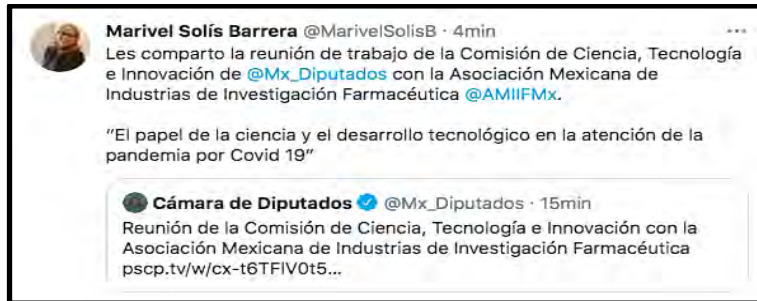 Marivel Solís Barrera @MarivelSolisB · 4min
Les comparto la reunión de trabajo de la Comisión de Ciencia, Tecnología
e Innovación de @Mx_Diputados con la Asociación Mexicana de
Industrias de Investigación Farmacéutica @AMIIFMx.
"El papel de la ciencia y el desarrollo tecnológico en la atención de la
pandemia por Covid 19"
Cámara de Diputados @Mx_Diputados · 15min
Reunión de la Comisión de Ciencia, Tecnología e Innovación con la
Asociación Mexicana de Industrias de Investigación Farmacéutica
pscp.tv/w/cx-t6TFlV0t5...